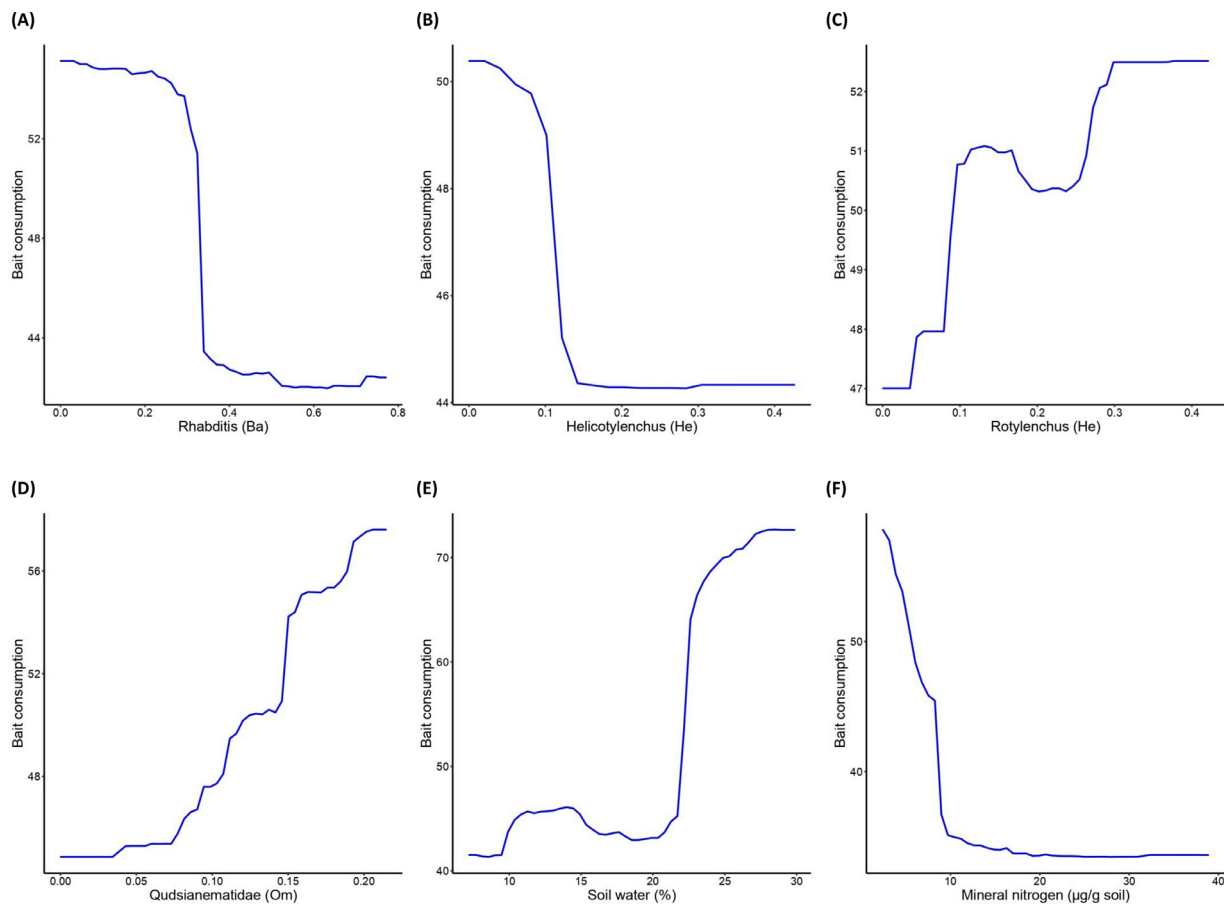 (A)
Bait consumption
52
48
44
0.0 0.2 0.4 0.6 0.8
Rhabditis (Ba)
(B)
Bait consumption
50
48
46
44
0.0 0.1 0.2 0.3 0.4
Helicotylenchus (He)
(C)
Bait consumption
52
51
50
49
48
47
0.0 0.1 0.2 0.3 0.4
Rotylenchus (He)
(D)
Bait consumption
56
52
48
0.00 0.05 0.10 0.15 0.20
Qudsianematidae (Om)
(E)
Bait consumption
70
60
50
40
10 15 20 25 30
Soil water (%)
(F)
Bait consumption
50
40
10 20 30 40
Mineral nitrogen (µg/g soil)